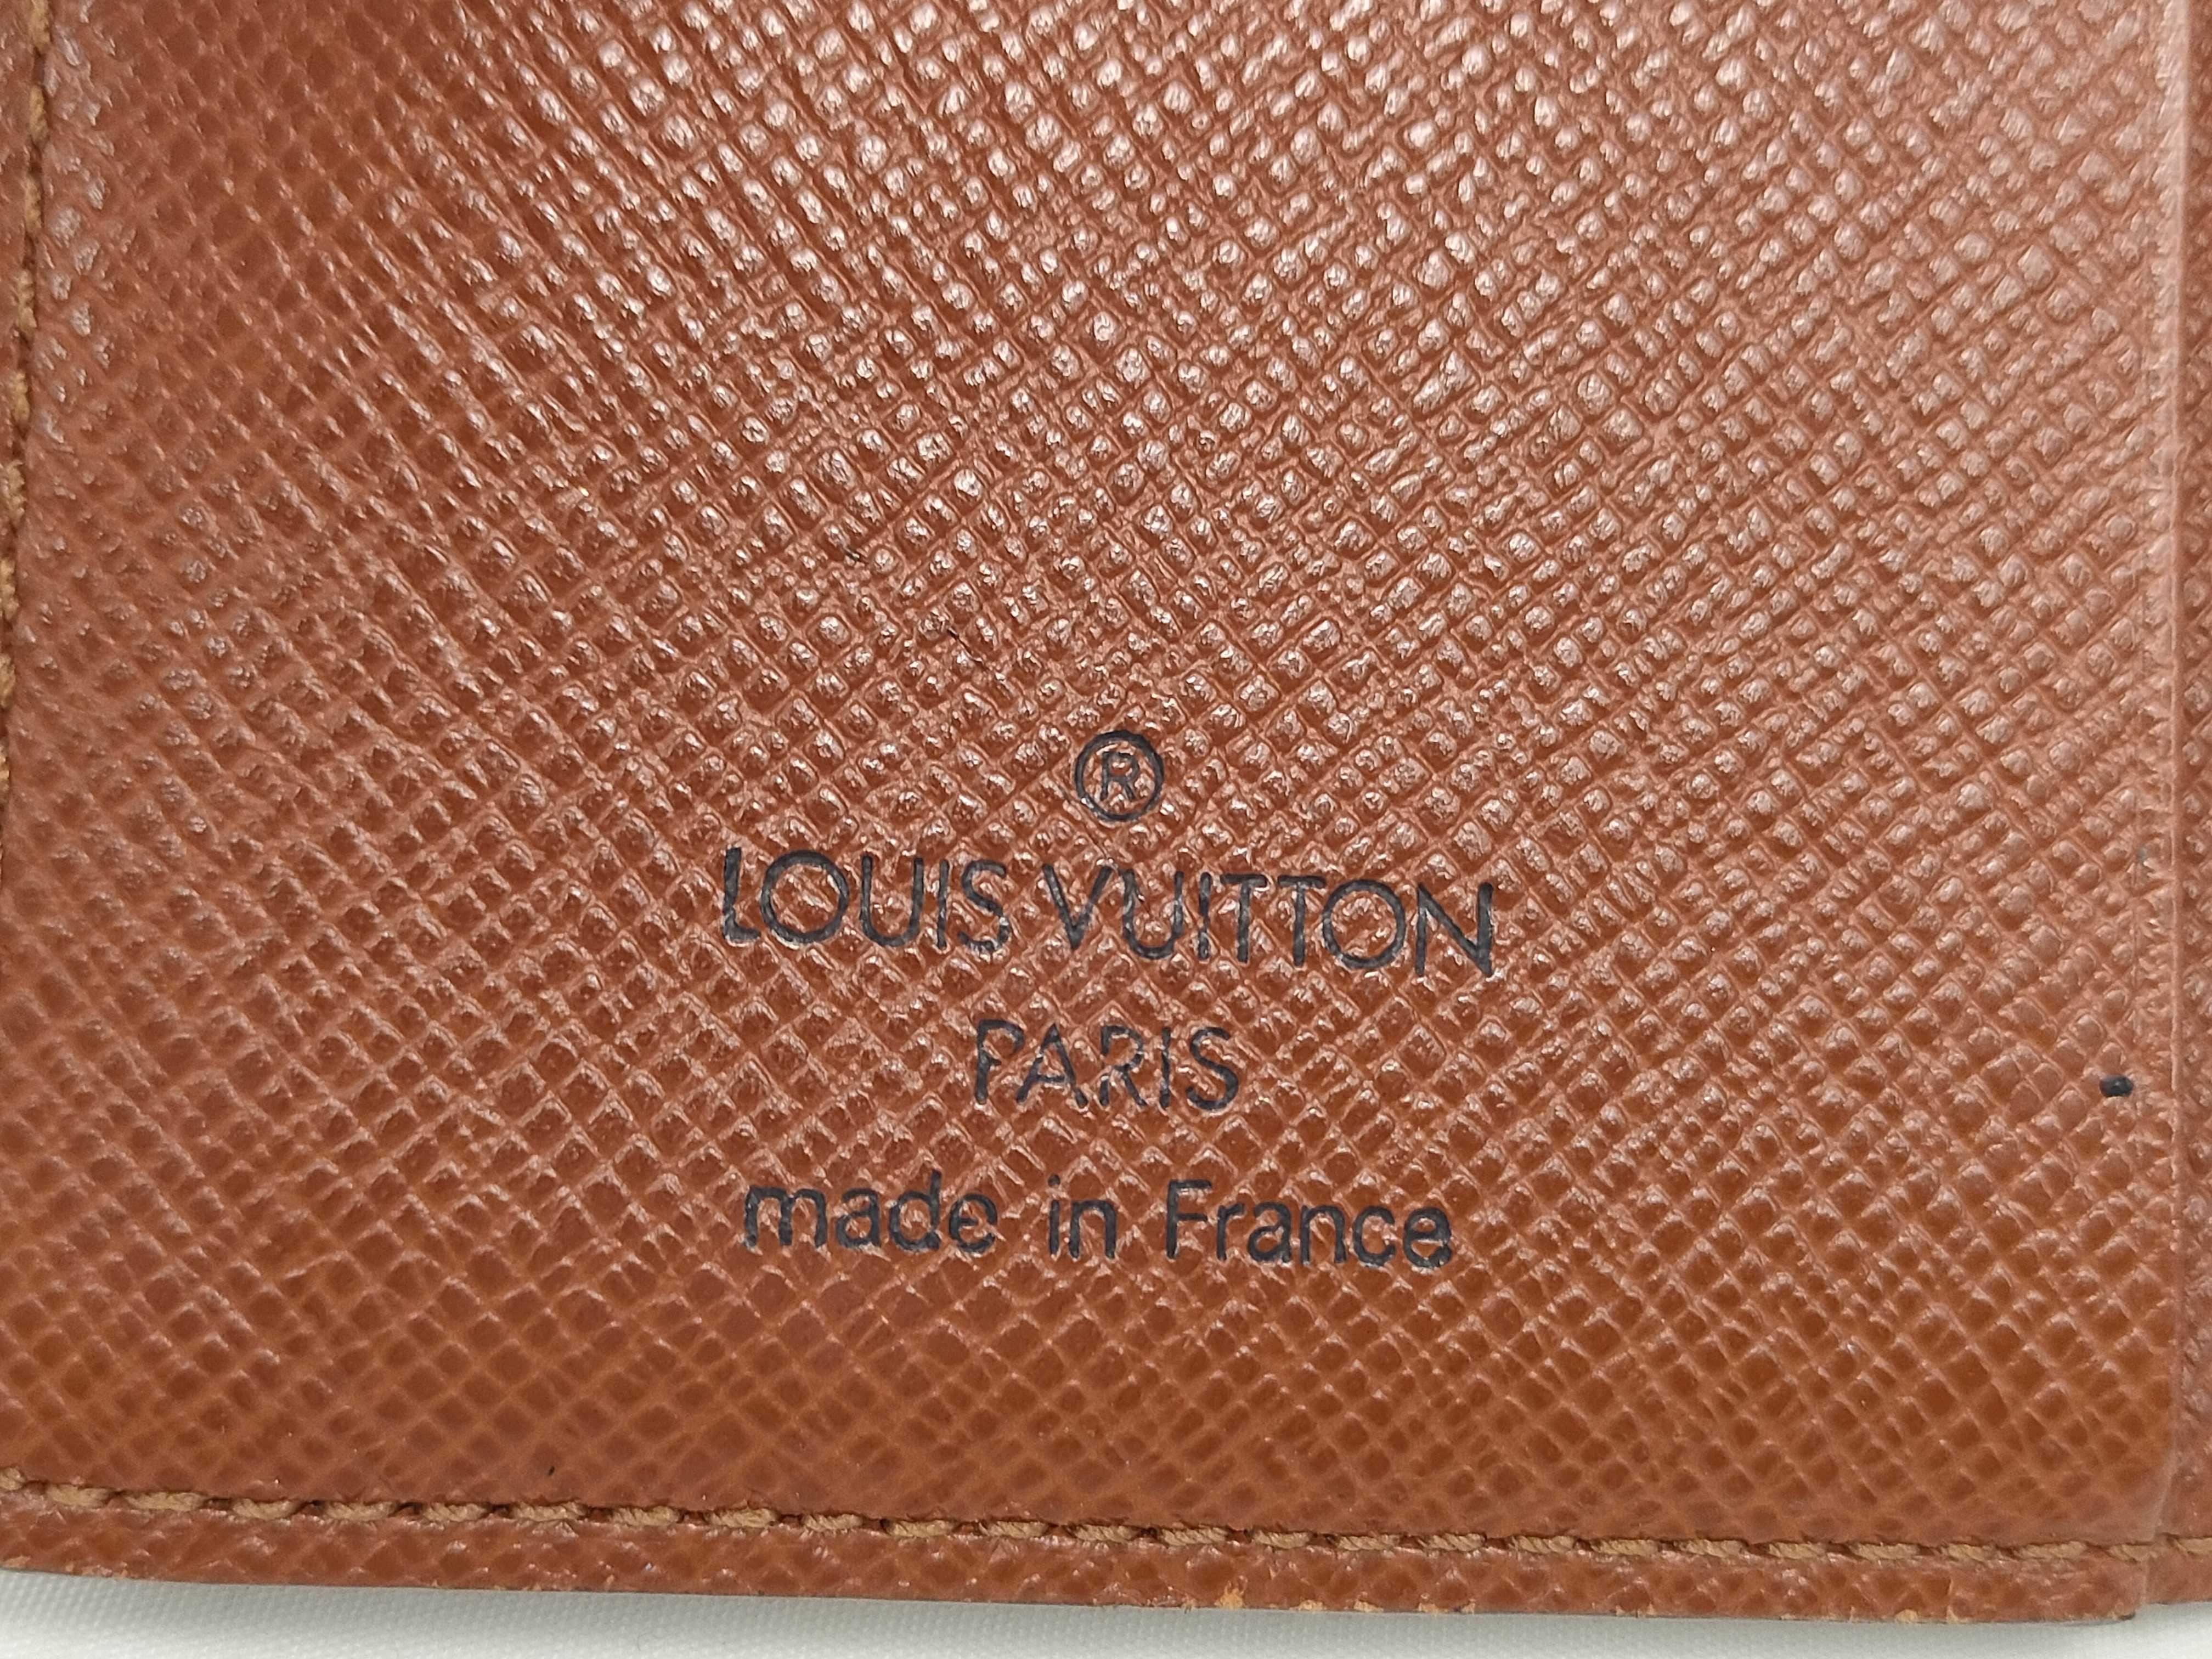 ®
LOUIS VUITTON
PARIS
made in France